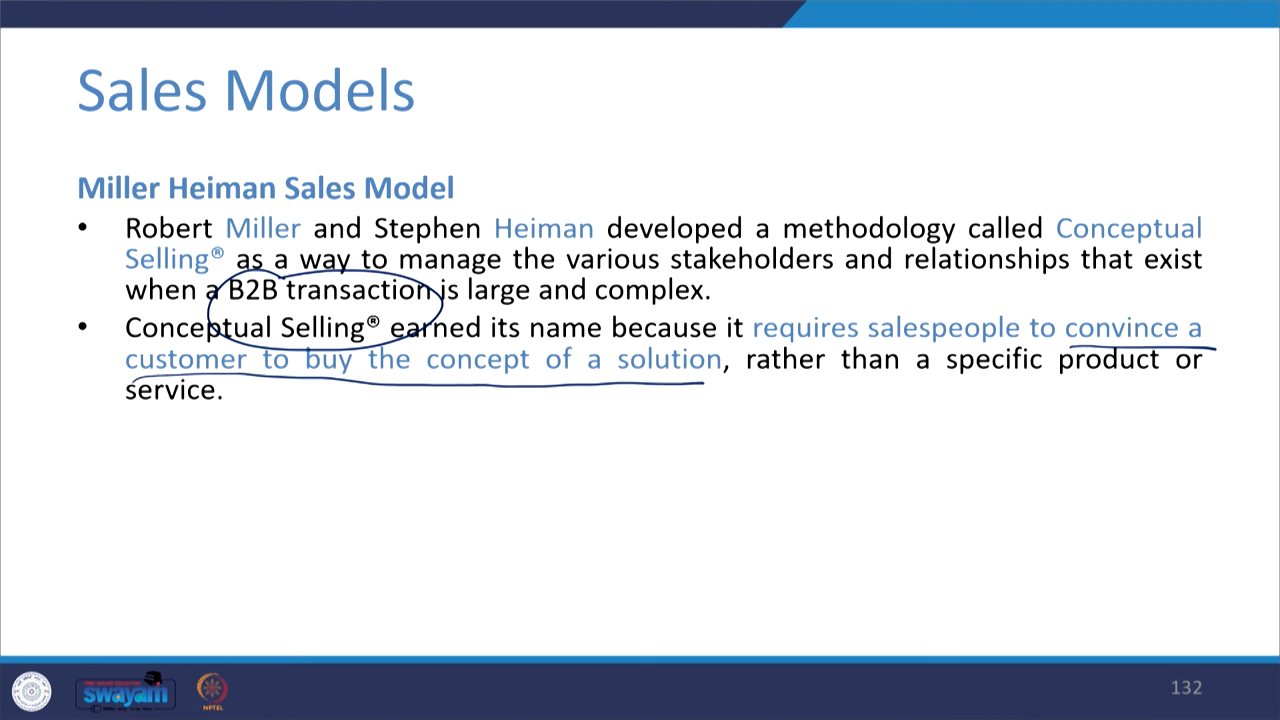 Sales Models
Miller Heiman Sales Model
• Robert Miller and Stephen Heiman developed a methodology called Conceptual
Selling® as a way to manage the various stakeholders and relationships that exist
when a B2B transaction is large and complex.
• Conceptual Selling® earned its name because it requires salespeople to convince a
customer to buy the concept of a solution, rather than a specific product or
service.
swayam
NPTEL
132